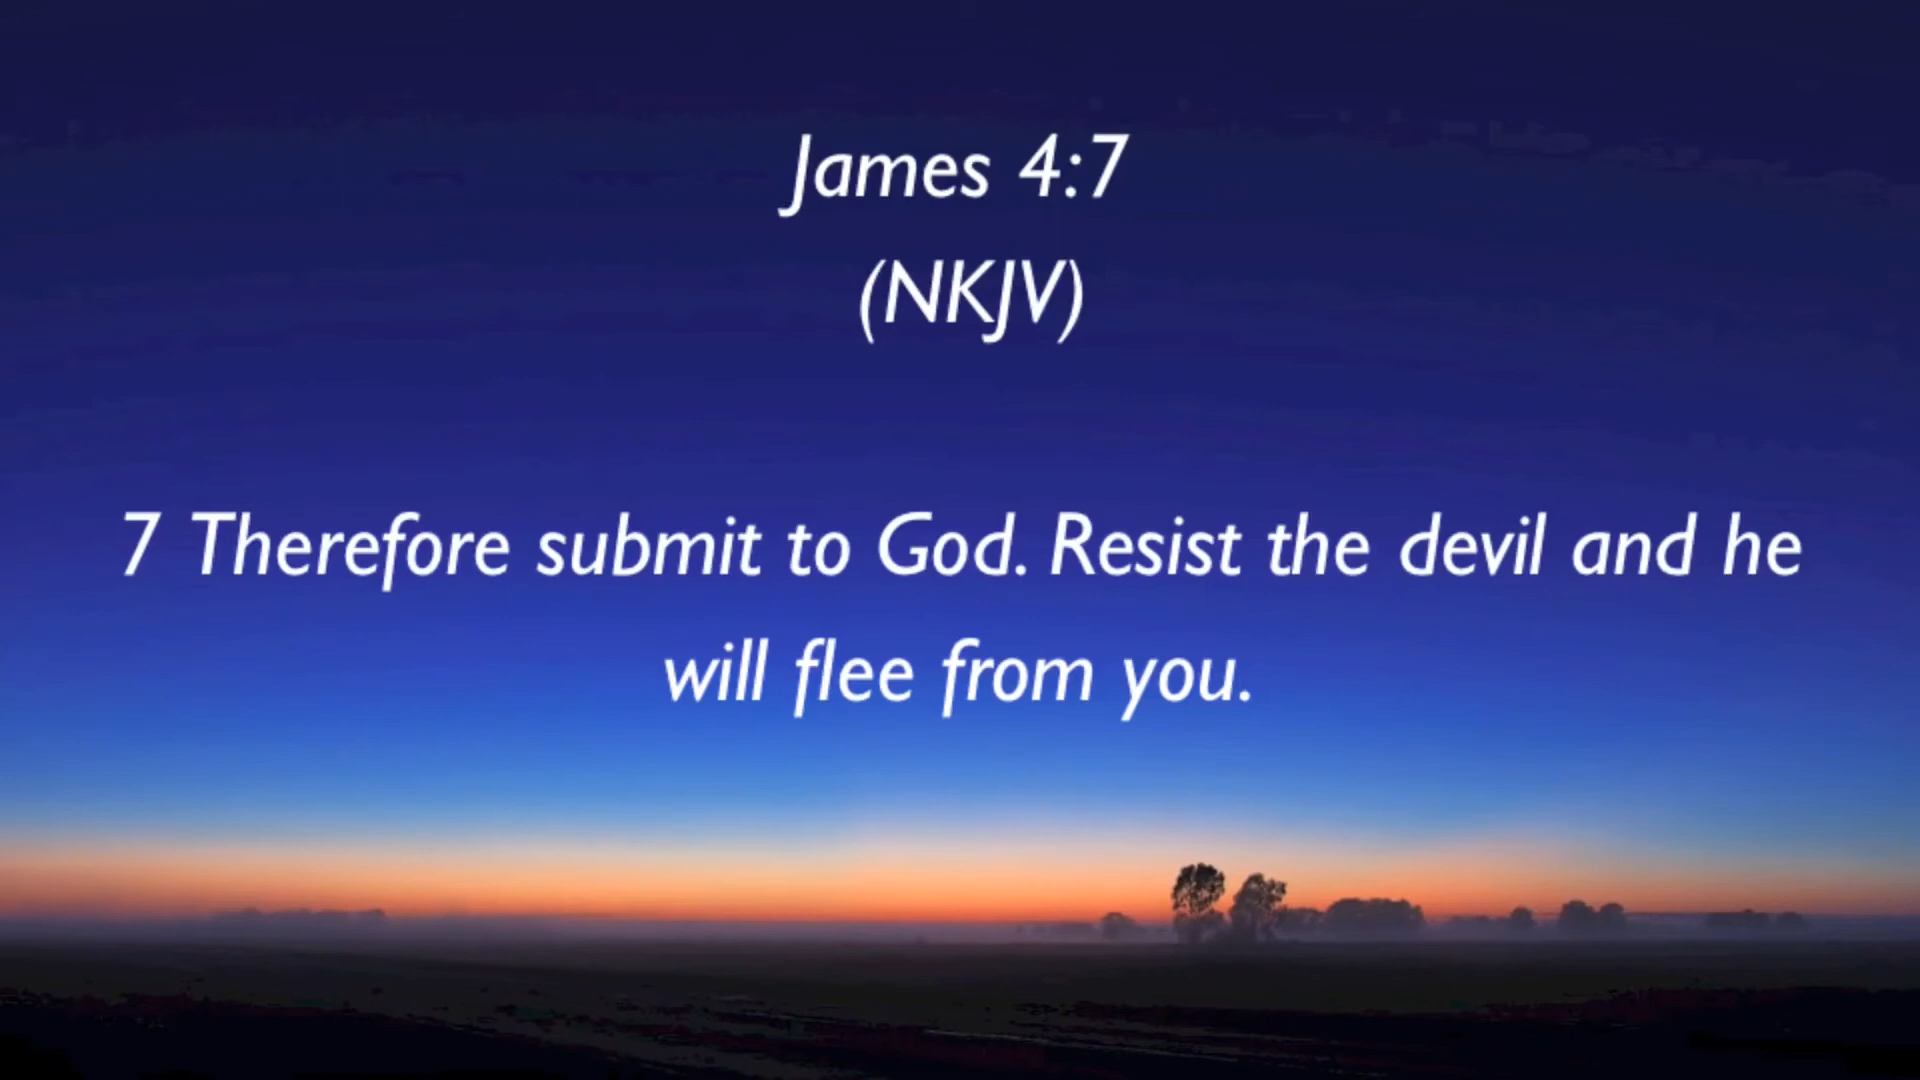 James 4:7
(NKJV)
7 Therefore submit to God. Resist the devil and he
will flee from you.